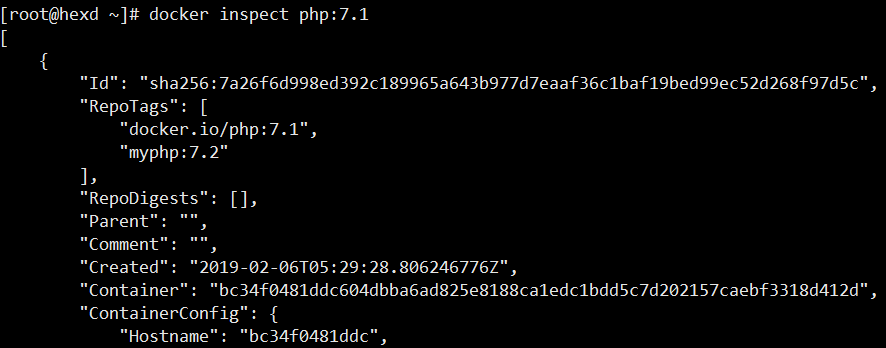 [root@hexd ~]# docker inspect php:7.1
[
    {
        "Id": "sha256:7a26f6d998ed392c189965a643b977d7eaaf36c1baf19bed99ec52d268f97d5c",
        "RepoTags": [
            "docker.io/php:7.1",
            "myphp:7.2"
        ],
        "RepoDigests": [],
        "Parent": "",
        "Comment": "",
        "Created": "2019-02-06T05:29:28.806246776Z",
        "Container": "bc34f0481ddc604dbba6ad825e8188ca1edc1bdd5c7d202157caebf3318d412d",
        "ContainerConfig": {
            "Hostname": "bc34f0481ddc",